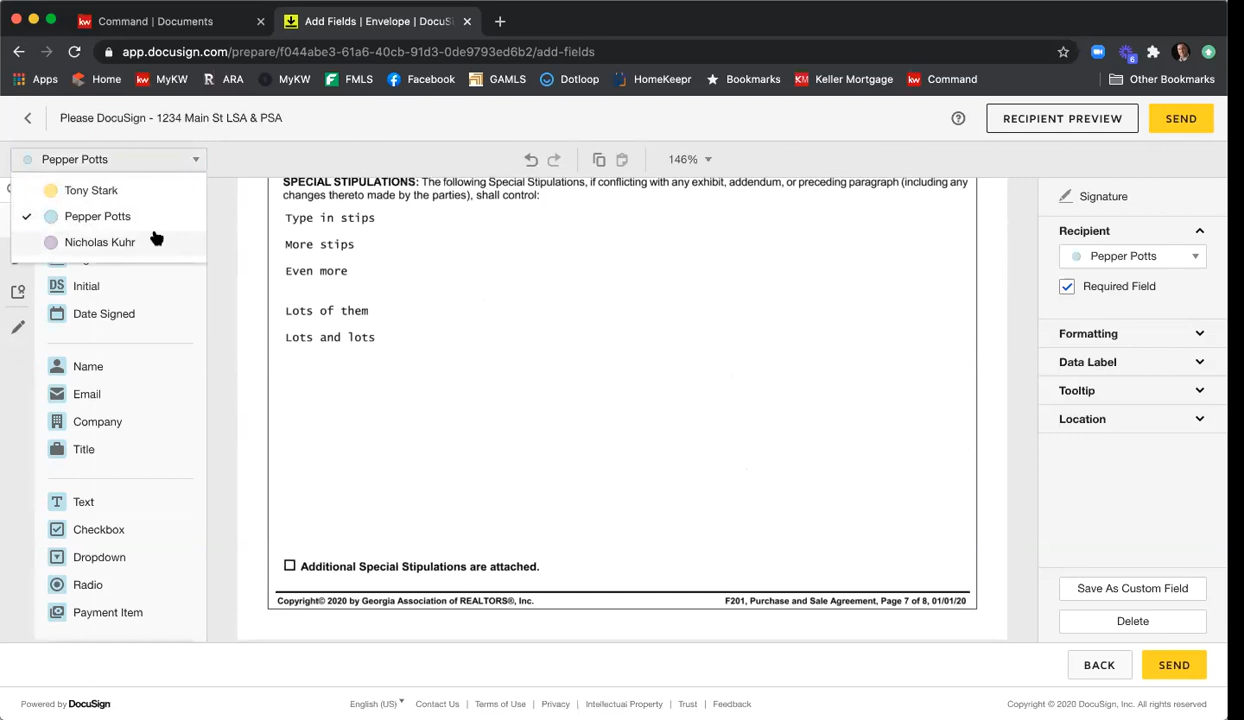 Command | Documents
Add Fields | Envelope | DocuSi
app.docusign.com/prepare/f044abe3-61a6-40cb-91d3-0de9793ed6b2/add-fields
6
Apps
kw Home
kw MyKW
R ARA
MyKW
F FMLS
Facebook
GAMLS
Dotloop
HomeKeepr
Bookmarks
KM Keller Mortgage
kw Command
Other Bookmarks
Please DocuSign - 1234 Main St LSA & PSA
RECIPIENT PREVIEW
SEND
Pepper Potts
146%
Tony Stark
Pepper Potts
Nicholas Kuhr
DS Initial
Date Signed
Name
Email
Company
Title
T Text
Checkbox
Dropdown
Radio
Payment Item
SPECIAL STIPULATIONS: The following Special Stipulations, if conflicting with any exhibit, addendum, or preceding paragraph (including any
changes thereto made by the parties), shall control:
Type in stips
More stips
Even more
Lots of them
Lots and lots
Additional Special Stipulations are attached.
Copyright© 2020 by Georgia Association of REALTORS®, Inc.
F201, Purchase and Sale Agreement, Page 7 of 8, 01/01/20
Signature
Recipient
Pepper Potts
Required Field
Formatting
Data Label
Tooltip
Location
Save As Custom Field
Delete
BACK
SEND
Powered by DocuSign
English (US)
Contact Us
Terms of Use
Privacy
Intellectual Property
Trust
Feedback
Copyright © 2020 DocuSign, Inc. All rights reserved